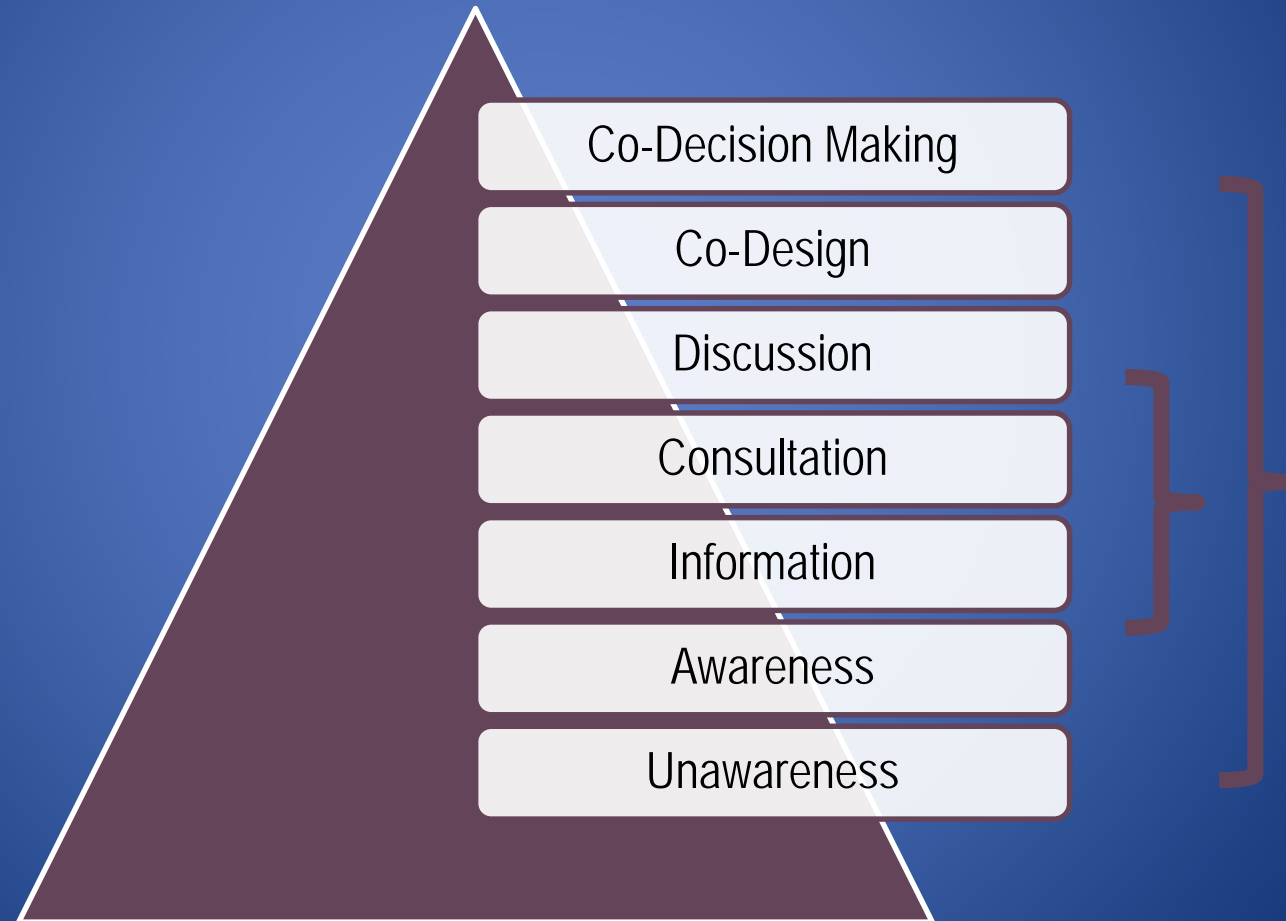 Co-Decision Making
Co-Design
Discussion
Consultation
Information
Awareness
Unawareness